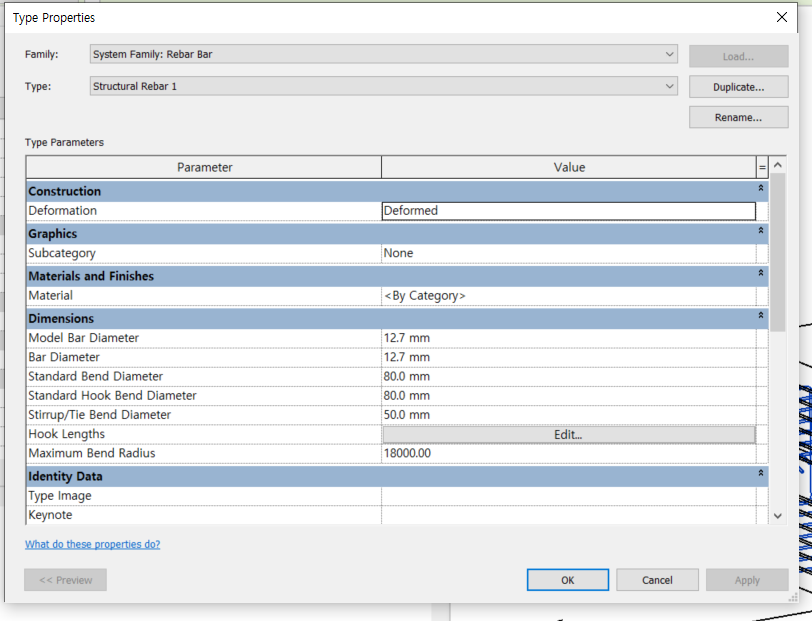 Type Properties
Family: System Family: Rebar Bar Load...
Type: Structural Rebar 1 Duplicate...
Rename...
Type Parameters
Parameter Value =
Construction
Deformation Deformed
Graphics
Subcategory None
Materials and Finishes
Material <By Category>
Dimensions
Model Bar Diameter 12.7 mm
Bar Diameter 12.7 mm
Standard Bend Diameter 80.0 mm
Standard Hook Bend Diameter 80.0 mm
Stirrup/Tie Bend Diameter 50.0 mm
Hook Lengths Edit...
Maximum Bend Radius 18000.00
Identity Data
Type Image
Keynote
What do these properties do?
<< Preview OK Cancel Apply